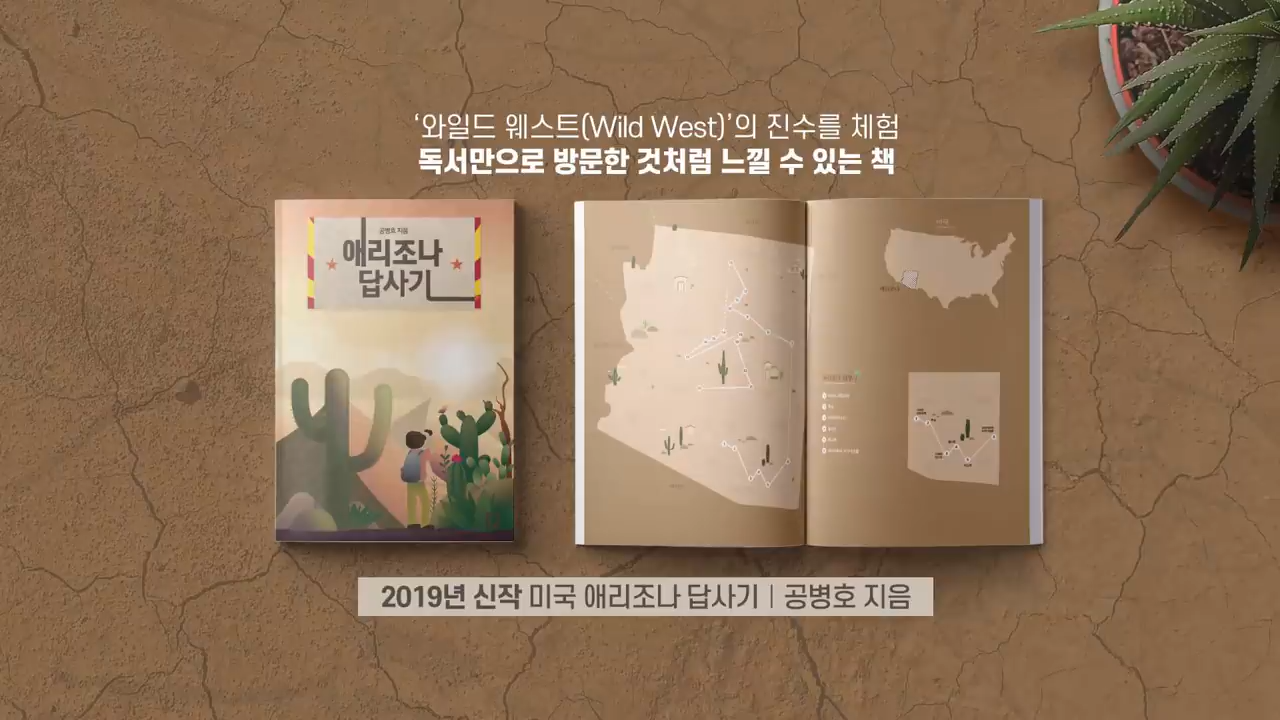 ‘와일드 웨스트(Wild West)’의 진수를 체험
독서만으로 방문한 것처럼 느낄 수 있는 책
공병호 지음
애리조나
답사기
2019년 신작 미국 애리조나 답사기 | 공병호 지음